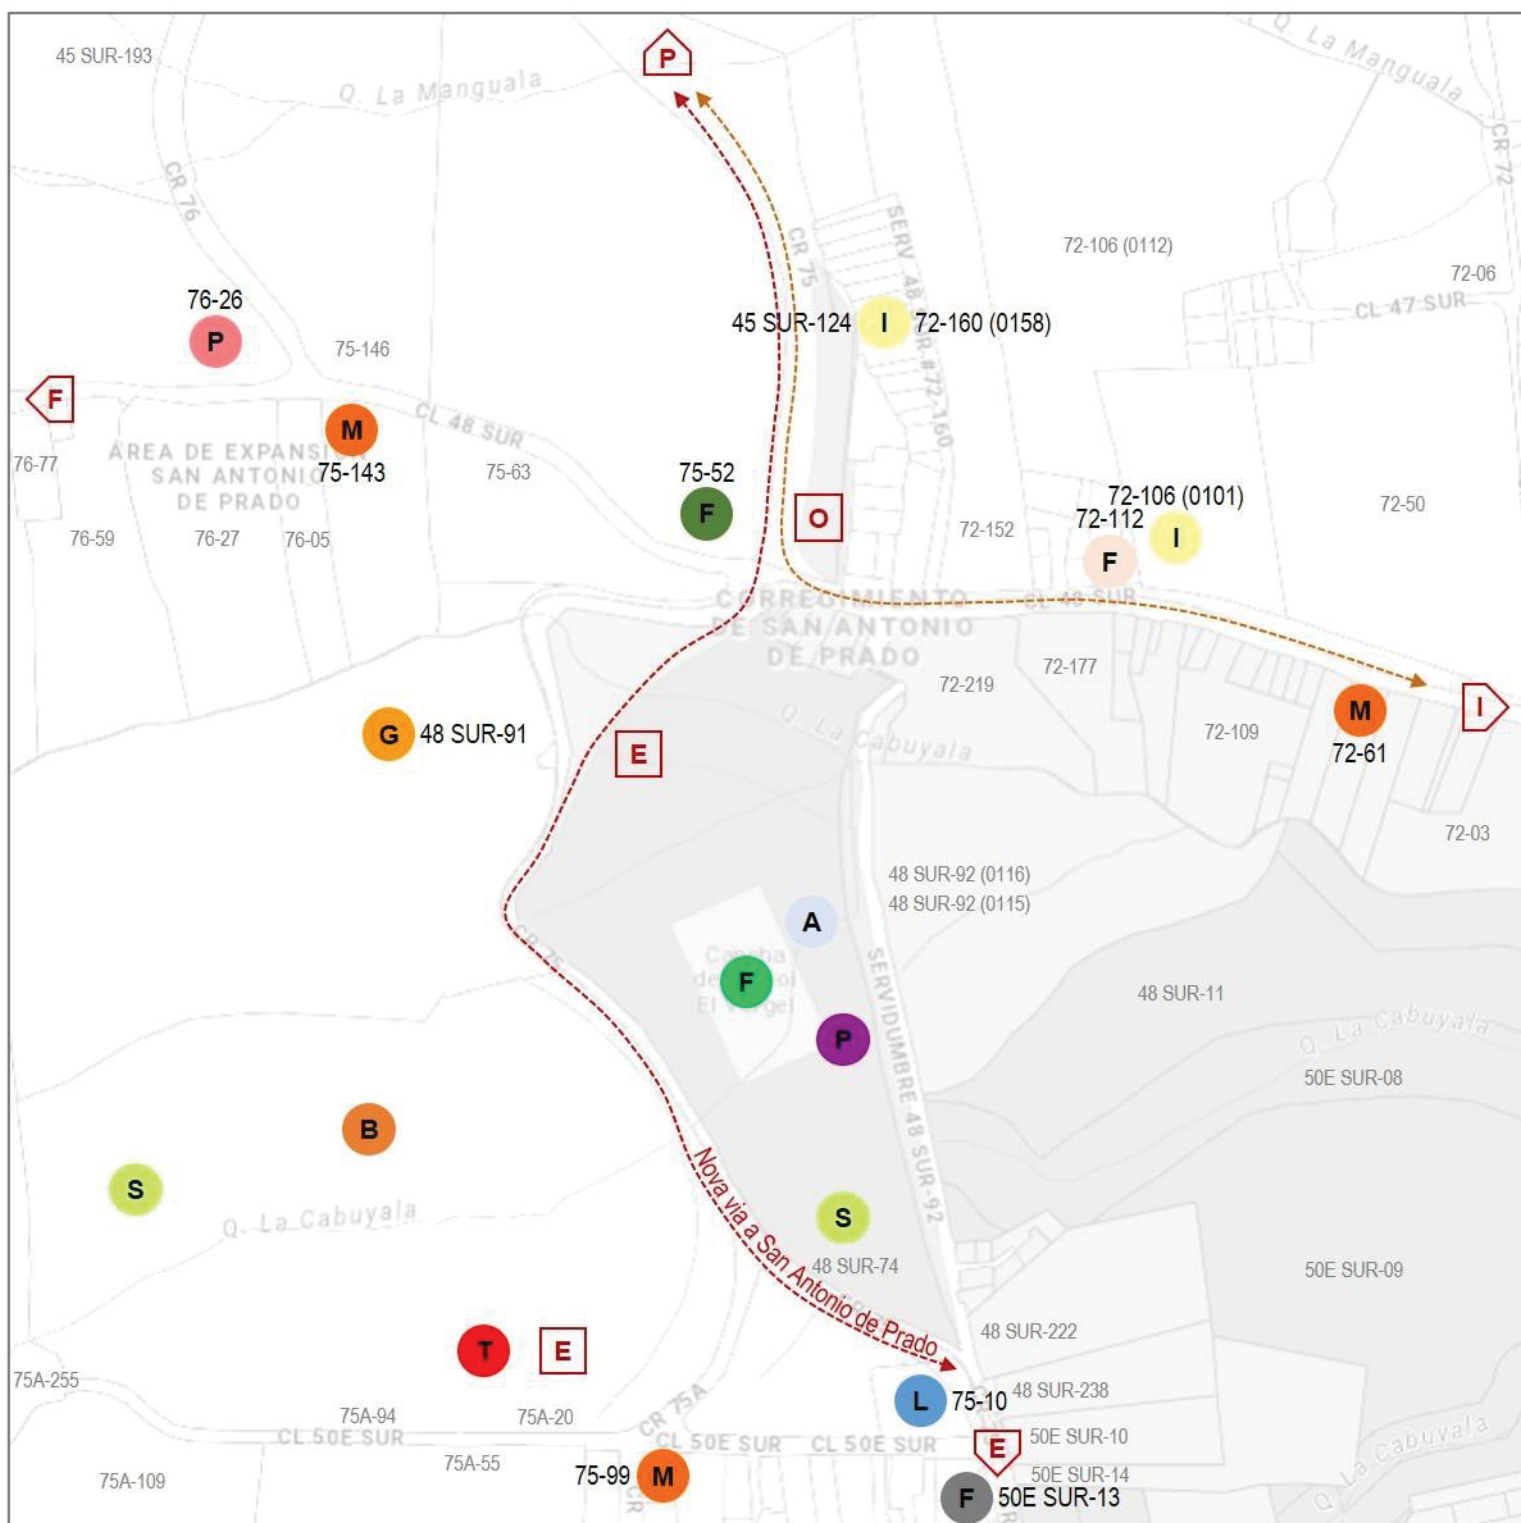 45 SUR-193
P
Q. La Manguala
Q. La Manguala
CR 72
CR 76
CR 75
SERV. 48 SUR #72-160
72-106 (0112)
72-06
CL 47 SUR
76-26
P
75-146
45 SUR-124
I
72-160 (0158)
F
M
CL 48 SUR
76-77
75-143
75-63
75-52
F
O
72-106 (0101)
72-112
I
F
72-50
72-152
SAN ANTONIO
DE PRADO
76-59
76-27
76-05
CORREGIMIENTO
DE SAN ANTONIO
DE PRADO
CL 48 SUR
72-219
72-177
72-109
M
72-61
I
G
48 SUR-91
E
Q. La Cabuyala
72-03
48 SUR-92 (0116)
48 SUR-92 (0115)
A
CR 75
F
P
SERVIDUMBRE 48 SUR-92
48 SUR-11
Q. La Cabuyala
50E SUR-08
B
S
Q. La Cabuyala
Nova via a San Antonio de Prado
S
48 SUR-74
50E SUR-09
48 SUR-222
T
E
75A-255
48 SUR-238
L
75-10
75A-94
75A-20
CR 75A
CL 50E SUR
CL 50E SUR
CL 50E SUR
E
50E SUR-10
75A-109
75A-55
75-99
M
CR
50E SUR-14
F
50E SUR-13
Q. La Cabuyala